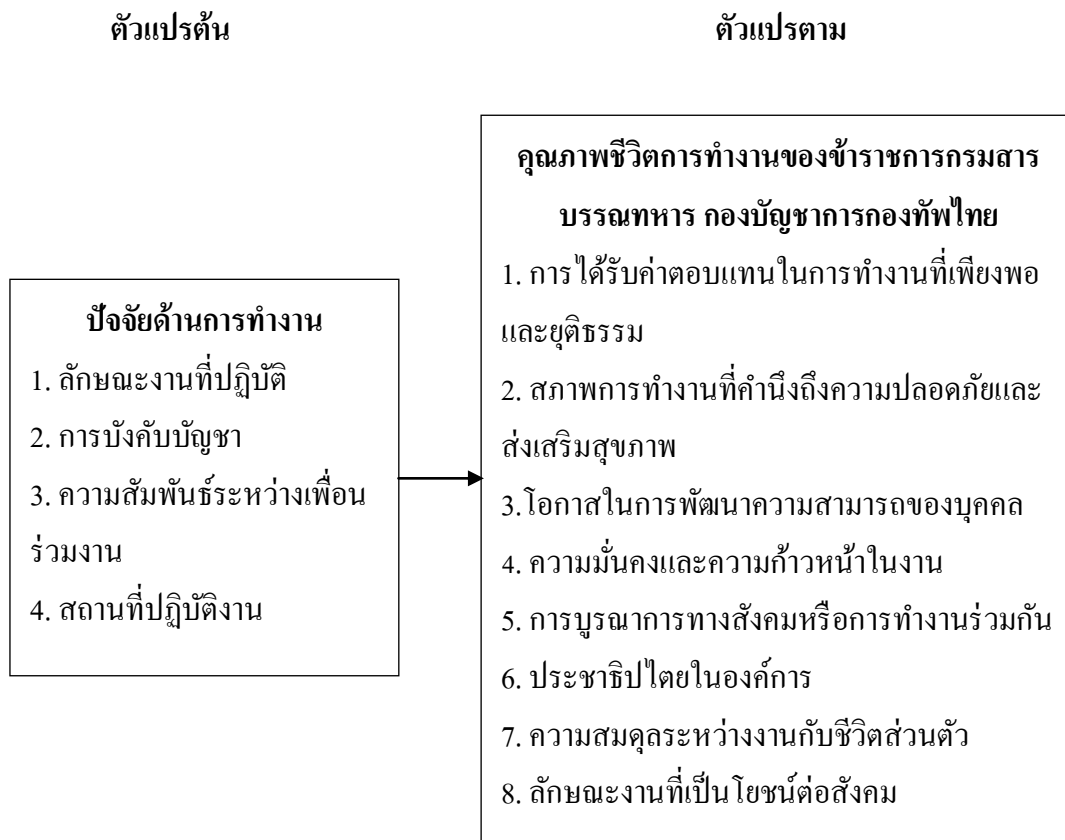 ตัวแปรต้น
ตัวแปรตาม
ปัจจัยด้านการทำงาน
1. ลักษณะงานที่ปฏิบัติ
2. การบังคับบัญชา
3. ความสัมพันธ์ระหว่างเพื่อน
ร่วมงาน
4. สถานที่ปฏิบัติงาน
คุณภาพชีวิตการทำงานของข้าราชการกรมสาร
บรรณทหาร กองบัญชาการกองทัพไทย
1. การได้รับค่าตอบแทนในการทำงานที่เพียงพอ
และยุติธรรม
2. สภาพการทำงานที่คำนึงถึงความปลอดภัยและ
ส่งเสริมสุขภาพ
3.โอกาสในการพัฒนาความสามารถของบุคคล
4. ความมั่นคงและความก้าวหน้าในงาน
5. การบูรณาการทางสังคมหรือการทำงานร่วมกัน
6. ประชาธิปไตยในองค์การ
7. ความสมดุลระหว่างงานกับชีวิตส่วนตัว
8. ลักษณะงานที่เป็นโยชน์ต่อสังคม